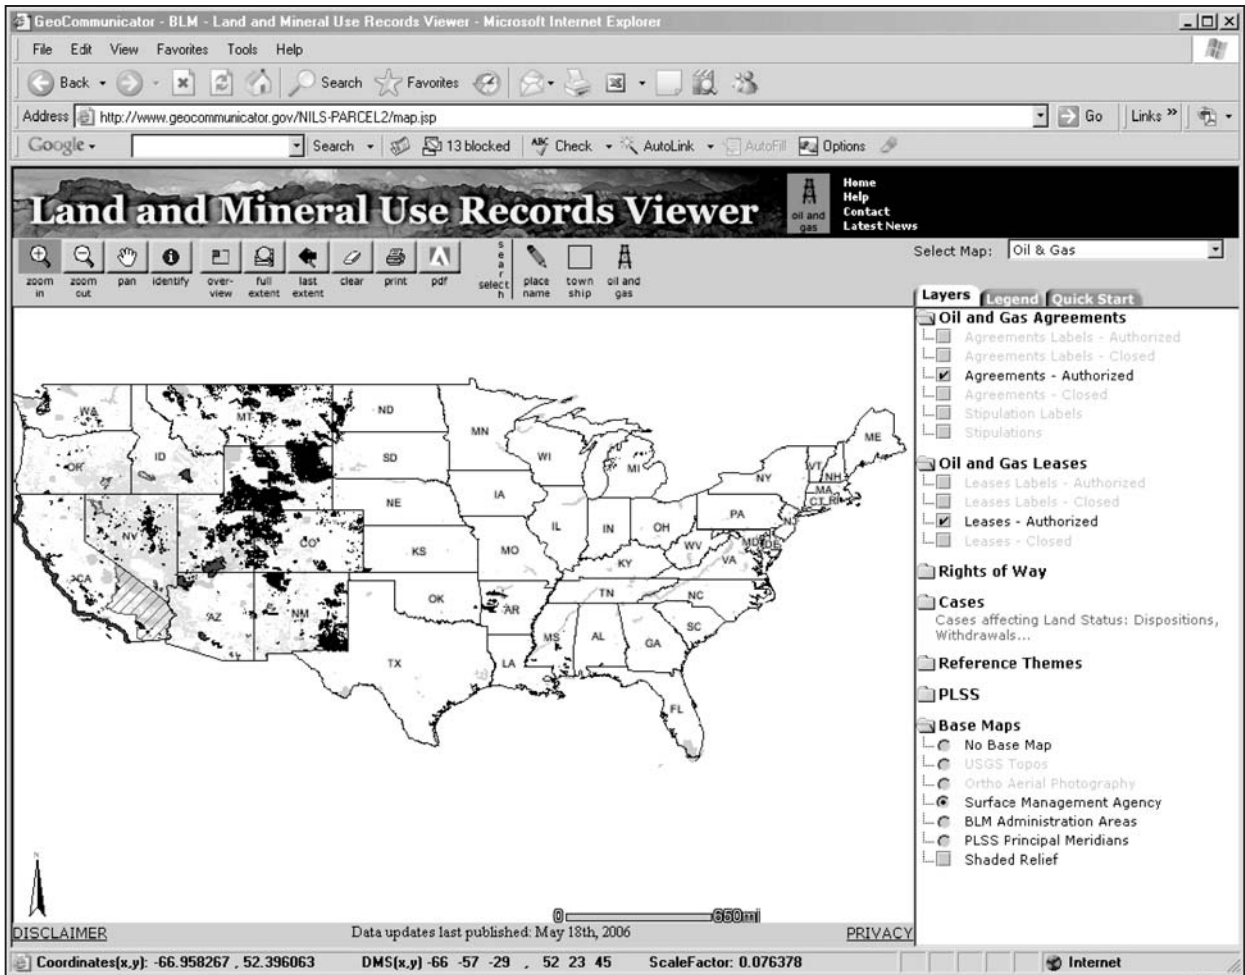 GeoCommunicator - BLM - Land and Mineral Use Records Viewer - Microsoft Internet Explorer
File Edit View Favorites Tools Help
Back Search Favorites
Address http://www.geocommunicator.gov/NILS-PARCEL2/map.jsp Go Links »
Google Search 13 blocked ABC Check AutoLink AutoFill Options
Land and Mineral Use Records Viewer
oil and gas
Home
Help
Contact
Latest News
zoom in
zoom out
pan
identify
over-view
full extent
last extent
clear
print
pdf
search
select
place name
town ship
oil and gas
Select Map: Oil & Gas
Layers Legend Quick Start
Oil and Gas Agreements
Agreements Labels - Authorized
Agreements Labels - Closed
Agreements - Authorized
Agreements - Closed
Stipulation Labels
Stipulations
Oil and Gas Leases
Leases Labels - Authorized
Leases Labels - Closed
Leases - Authorized
Leases - Closed
Rights of Way
Cases
Cases affecting Land Status: Dispositions,
Withdrawals...
Reference Themes
PLSS
Base Maps
No Base Map
USGS Topos
Ortho Aerial Photography
Surface Management Agency
BLM Administration Areas
PLSS Principal Meridians
Shaded Relief
WA MT ND MN ME
OR ID SD WI MI NY VT NH
MA
CT RI
NE IA PA NJ
NV CO IL IN OH MD DE
CA KS MO WV VA
KY
AZ NM OK AR TN NC
SC
TX LA MS AL GA
FL
N
0 650mi
DISCLAIMER Data updates last published: May 18th, 2006 PRIVACY
Coordinates(x,y): -66.958267 , 52.396063 DMS(x,y) -66 -57 -29 , 52 23 45 ScaleFactor: 0.076378 Internet